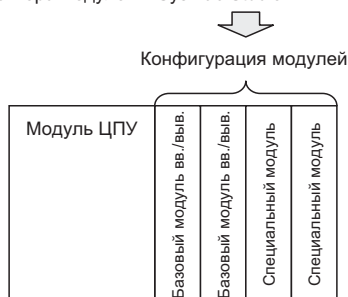 Конфигурация модулей
Модуль ЦПУ
Базовый модуль вв./выв.
Базовый модуль вв./выв.
Специальный модуль
Специальный модуль